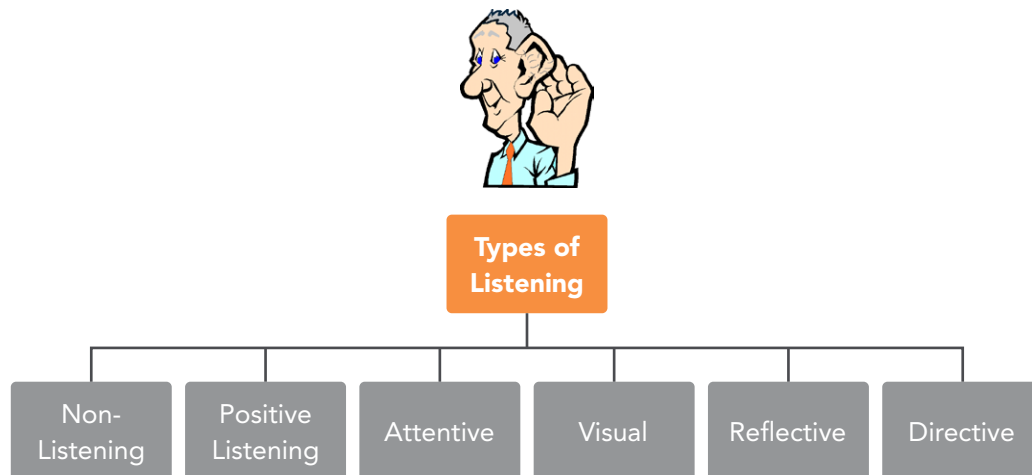 Types of
Listening
Non-
Listening
Positive
Listening
Attentive
Visual
Reflective
Directive